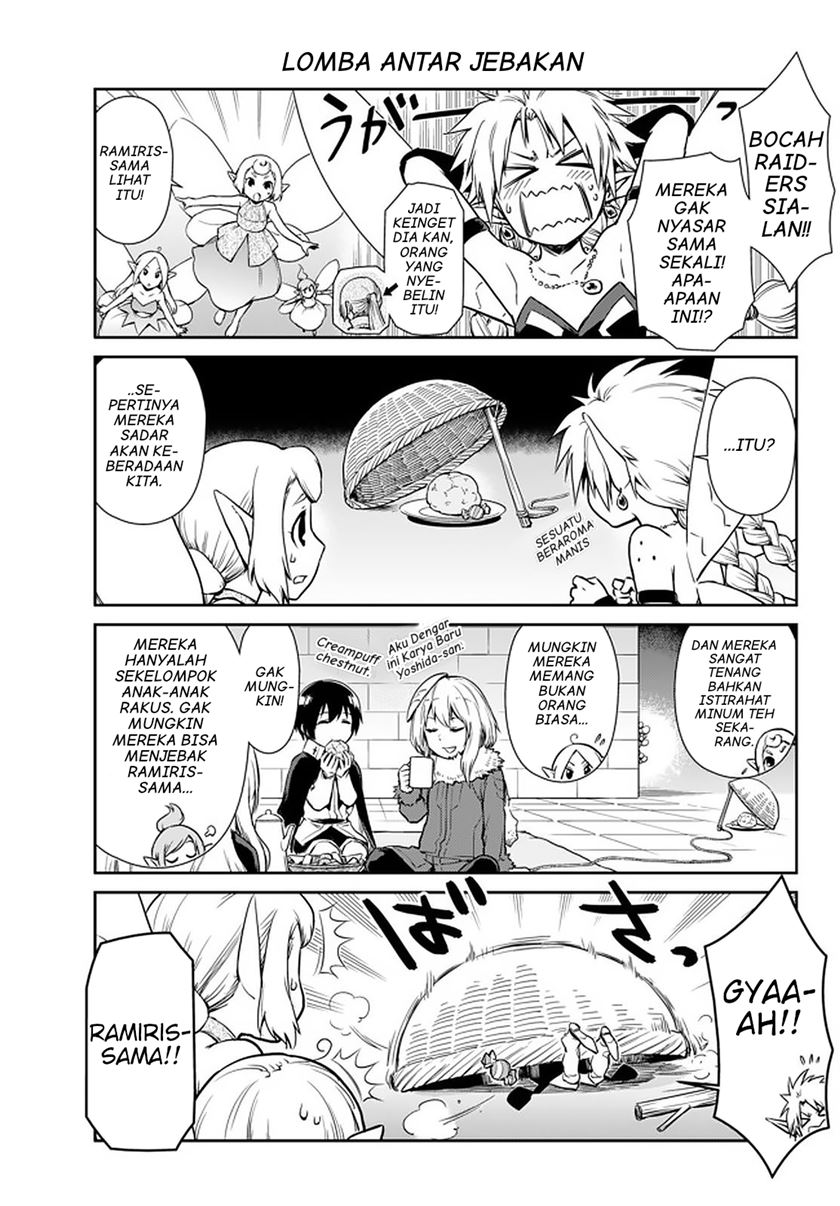 LOMBA ANTAR JEBAKAN
BOCAH
RAID-
ERS
SIA-
LAN!!
MEREKA
GAK
NYASAR
SAMA
SEKALI!
APA-
APAAN
INI!?
うがー
JADI
KEINGET
DIA KAN,
ORANG
YANG
NYE-
BELIN
ITU!
RAMIRIS-
SAMA
LIHAT
ITU!
...ITU?
SESUATU
BERAROMA
MANIS
..SE-
PERTINYA
MEREKA
SADAR
AKAN KE-
BERADAAN
KITA.
DAN MEREKA
SANGAT
TENANG
BAHKAN
ISTIRAHAT
MINUM TEH
SEKA-
RANG.
MUNGKIN
MEREKA
MEMANG
BUKAN
ORANG
BIASA...
Aku Dengar
ini Karya Baru
Yoshida-san.
Creampuff
chestnut.
GAK
MUNG-
KIN!
MEREKA
HANYALAH
SEKELOMPOK
ANAK-ANAK
RAKUS. GAK
MUNGKIN
MEREKA BISA
MENJEBAK
RAMIRIS-
SAMA...
GYAA-
AH!!
ばさっ
RAMIRIS-
SAMA!!